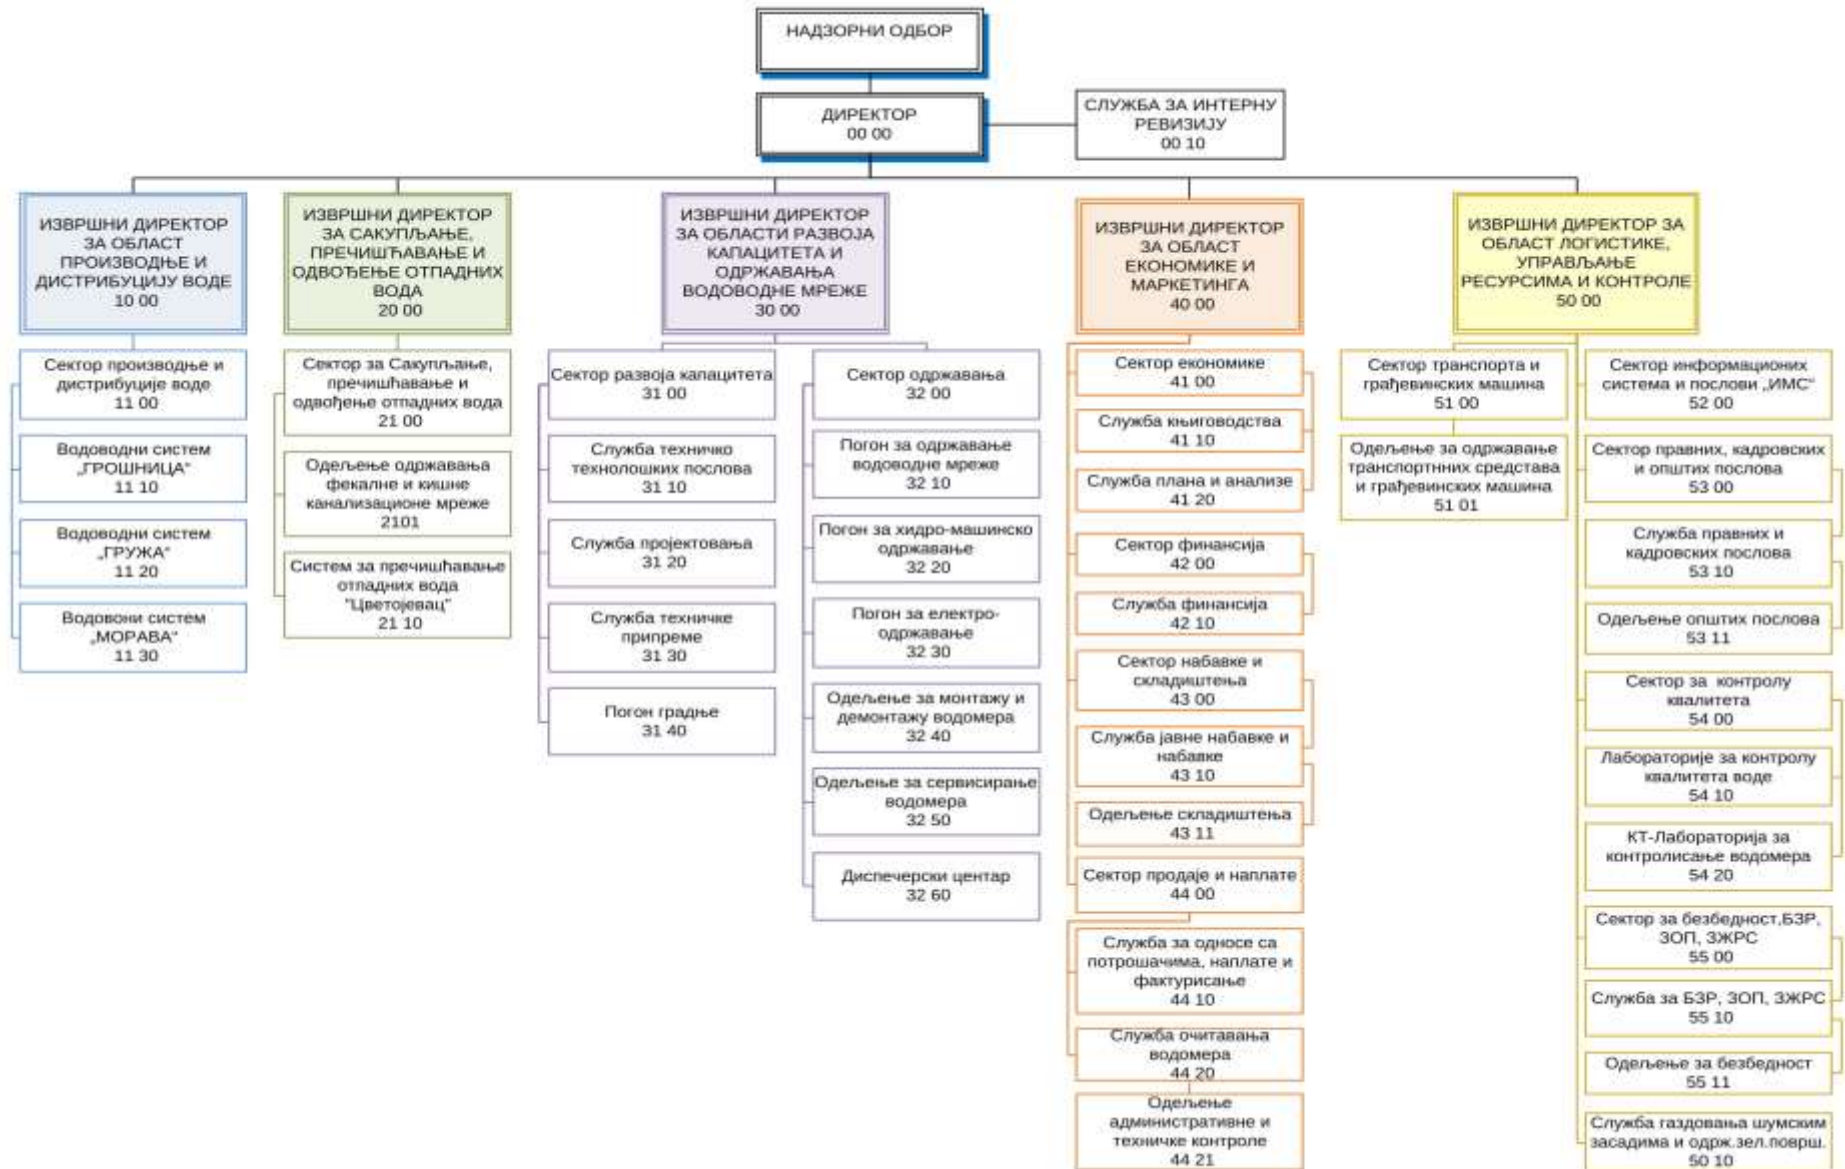 НАДЗОРНИ ОДБОР
ДИРЕКТОР
00 00
СЛУЖБА ЗА ИНТЕРНУ
РЕВИЗИЈУ
00 10
ИЗВРШНИ ДИРЕКТОР
ЗА ОБЛАСТ
ПРОИЗВОДЊЕ И
ДИСТРИБУЦИЈУ ВОДЕ
10 00
Сектор производње и
дистрибуције воде
11 00
Водоводни систем
„ГРОШНИЦА“
11 10
Водоводни систем
„ГРУЖА“
11 20
Водовони систем
„МОРАВА“
11 30
ИЗВРШНИ ДИРЕКТОР
ЗА САКУПЉАЊЕ,
ПРЕЧИШЋАВАЊЕ И
ОДВОЂЕЊЕ ОТПАДНИХ
ВОДА
20 00
Сектор за Сакупљање,
пречишћавање и
одвођење отпадних вода
21 00
Одељење одржавања
фекалне и кишне
канализационе мреже
2101
Систем за пречишћавање
отпадних вода
"Цветојевац"
21 10
ИЗВРШНИ ДИРЕКТОР
ЗА ОБЛАСТИ РАЗВОЈА
КАПАЦИТЕТА И
ОДРЖАВАЊА
ВОДОВОДНЕ МРЕЖЕ
30 00
Сектор развоја капацитета
31 00
Служба техничко
технолошких послова
31 10
Служба пројектовања
31 20
Служба техничке
припреме
31 30
Погон градње
31 40
Сектор одржавања
32 00
Погон за одржавање
водоводне мреже
32 10
Погон за хидро-машинско
одржавање
32 20
Погон за електро-
одржавање
32 30
Одељење за монтажу и
демонтажу водомера
32 40
Одељење за сервисирање
водомера
32 50
Диспечерски центар
32 60
ИЗВРШНИ ДИРЕКТОР
ЗА ОБЛАСТ
ЕКОНОМИКЕ И
МАРКЕТИНГА
40 00
Сектор економике
41 00
Служба књиговодства
41 10
Служба плана и анализе
41 20
Сектор финансија
42 00
Служба финансија
42 10
Сектор набавке и
складиштења
43 00
Служба јавне набавке и
набавке
43 10
Одељење складиштења
43 11
Сектор продаје и наплате
44 00
Служба за односе са
потрошачима, наплате и
фактурисање
44 10
Служба очитавања
водомера
44 20
Одељење
административне и
техничке контроле
44 21
ИЗВРШНИ ДИРЕКТОР ЗА
ОБЛАСТ ЛОГИСТИКЕ,
УПРАВЉАЊЕ
РЕСУРСИМА И КОНТРОЛЕ
50 00
Сектор транспорта и
грађевинских машина
51 00
Одељење за одржавање
транспортнних средстава
и грађевинских машина
51 01
Сектор информационих
система и послови „ИМС“
52 00
Сектор правних, кадровских
и општих послова
53 00
Служба правних и
кадровских послова
53 10
Одељење општих послова
53 11
Сектор за контролу
квалитета
54 00
Лабораторије за контролу
квалитета воде
54 10
КТ-Лабораторија за
контролисање водомера
54 20
Сектор за безбедност,БЗР,
ЗОП, ЗЖРС
55 00
Служба за БЗР, ЗОП, ЗЖРС
55 10
Одељење за безбедност
55 11
Служба газдовања шумским
засадима и одрж.зел.површ.
50 10